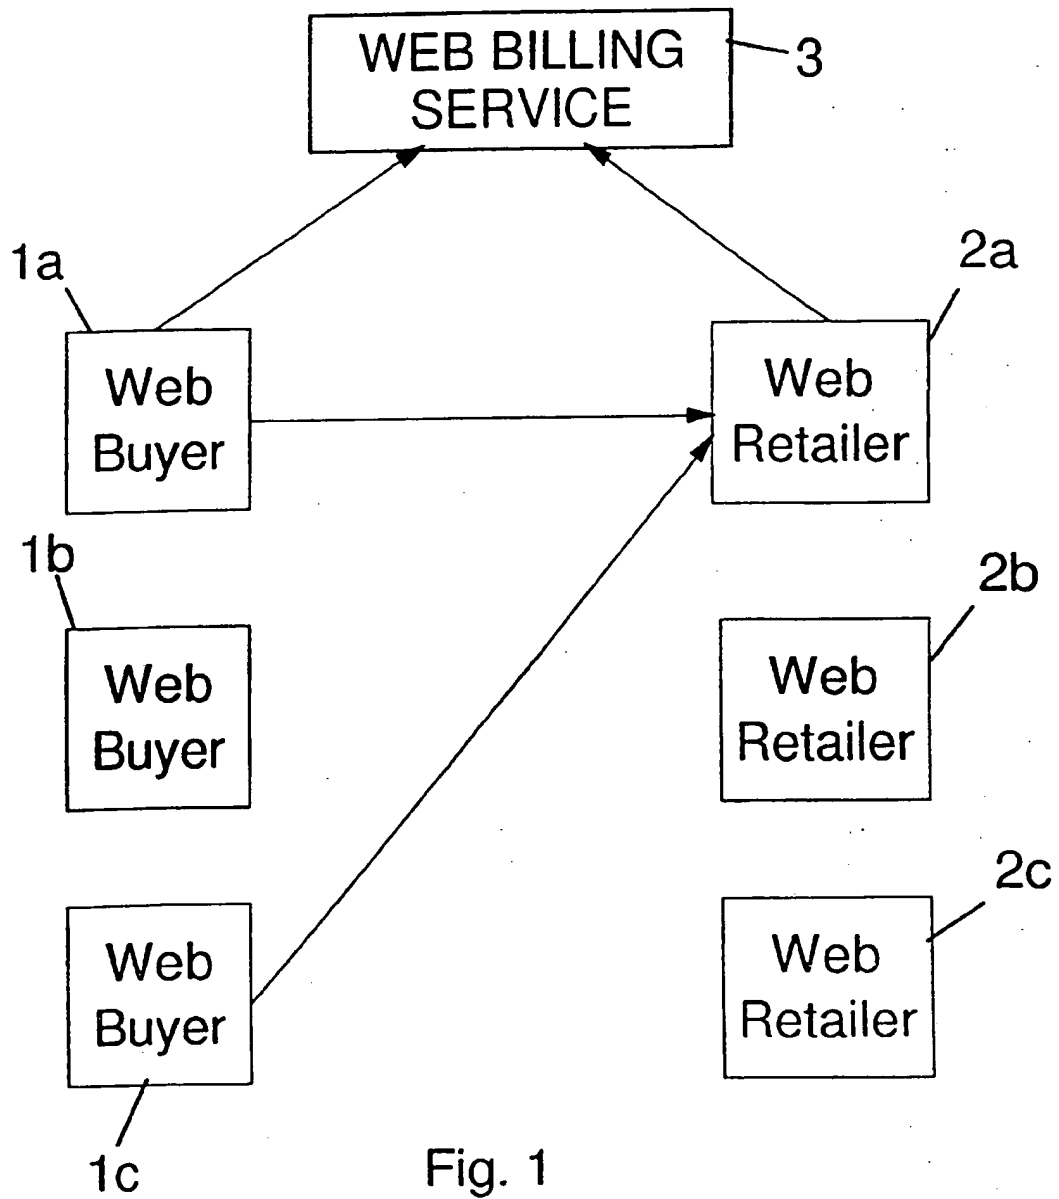 WEB BILLING
SERVICE
3
1a
2a
Web
Buyer
Web
Retailer
1b
2b
Web
Buyer
Web
Retailer
2c
Web
Buyer
Web
Retailer
1c
Fig. 1